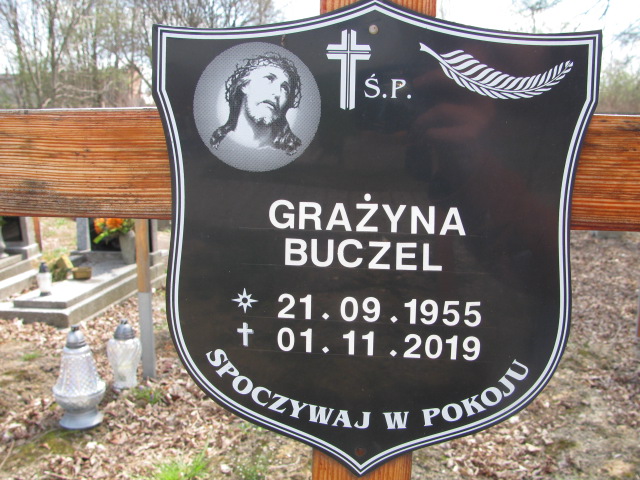 Ś.P.
GRAŻYNA
BUCZEL
21.09.1955
01.11.2019
SPOCZYWAJ W POKOJU